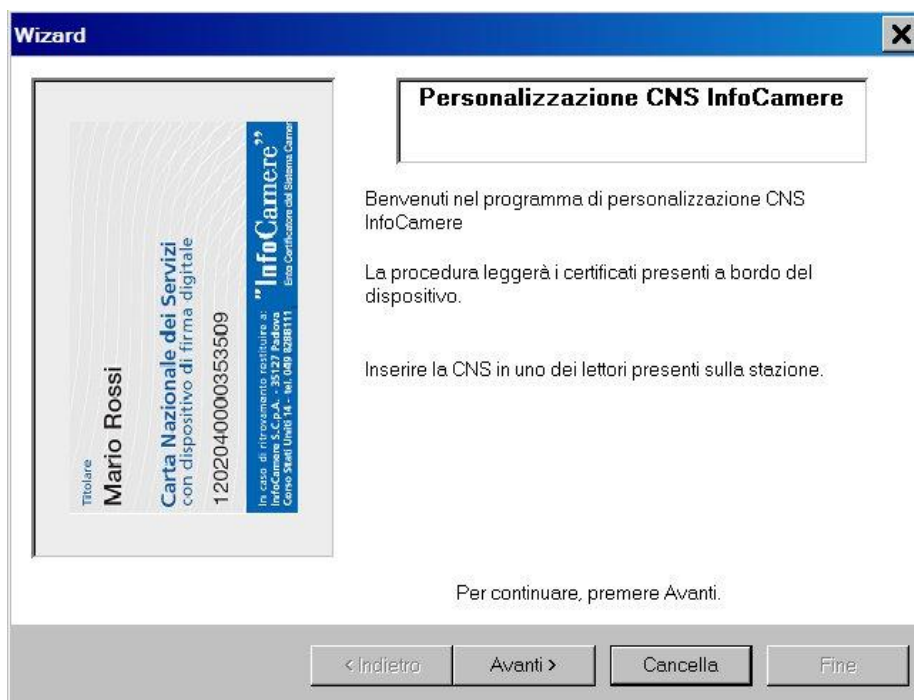 Wizard
Personalizzazione CNS InfoCamere
Titolare
Mario Rossi
Carta Nazionale dei Servizi
con dispositivo di firma digitale
1202040000353509
In caso di ritrovamento restituire a:
InfoCamere S.C.p.A. - 35127 Padova
Corso Stati Uniti 14 - tel. 049 8288111
"InfoCamere"
Ente Certificatore del Sistema Camer
Benvenuti nel programma di personalizzazione CNS
InfoCamere
La procedura leggerà i certificati presenti a bordo del
dispositivo.
Inserire la CNS in uno dei lettori presenti sulla stazione.
Per continuare, premere Avanti.
< Indietro
Avanti >
Cancella
Fine